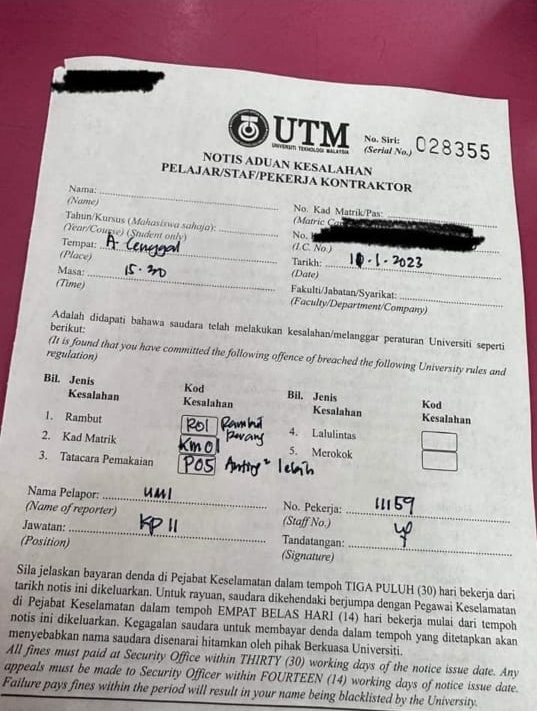 UTM
UNIVERSITI TEKNOLOGI MALAYSIA
No. Siri:
(Serial No.) 028355
NOTIS ADUAN KESALAHAN
PELAJAR/STAF/PEKERJA KONTRAKTOR
Nama:
(Name)
No. Kad Matrik/Pas:
(Matric
Tahun/Kursus (Mahasiswa sahaja):
(Year/Course) (Student only)
No.
(I.C. No.)
Tempat: A. Cenggal
(Place)
Tarikh: 10-1-2023
(Date)
Masa: 15.30
(Time)
Fakulti/Jabatan/Syarikat:
(Faculty/Department/Company)
Adalah didapati bahawa saudara telah melakukan kesalahan/melanggar peraturan Universiti seperti
berikut:
(It is found that you have committed the following offence of breached the following University rules and
regulation)
Bil. Jenis Kesalahan Kod Kesalahan
1. Rambut R01 Rambut Perang
2. Kad Matrik KM01
3. Tatacara Pemakaian P05 Anting² lebih
Bil. Jenis Kesalahan Kod Kesalahan
4. Lalulintas
5. Merokok
Nama Pelapor: UMI
(Name of reporter)
No. Pekerja: 11159
(Staff No.)
Jawatan: KP 11
(Position)
Tandatangan:
(Signature)
Sila jelaskan bayaran denda di Pejabat Keselamatan dalam tempoh TIGA PULUH (30) hari bekerja dari
tarikh notis ini dikeluarkan. Untuk rayuan, saudara dikehendaki berjumpa dengan Pegawai Keselamatan
di Pejabat Keselamatan dalam tempoh EMPAT BELAS HARI (14) hari bekerja mulai dari tempoh
notis ini dikeluarkan. Kegagalan saudara untuk membayar denda dalam tempoh yang ditetapkan akan
menyebabkan nama saudara disenarai hitamkan oleh pihak Berkuasa Universiti.
All fines must paid at Security Office within THIRTY (30) working days of the notice issue date. Any
appeals must be made to Security Officer within FOURTEEN (14) working days of notice issue date.
Failure pays fines within the period will result in your name being blacklisted by the University.